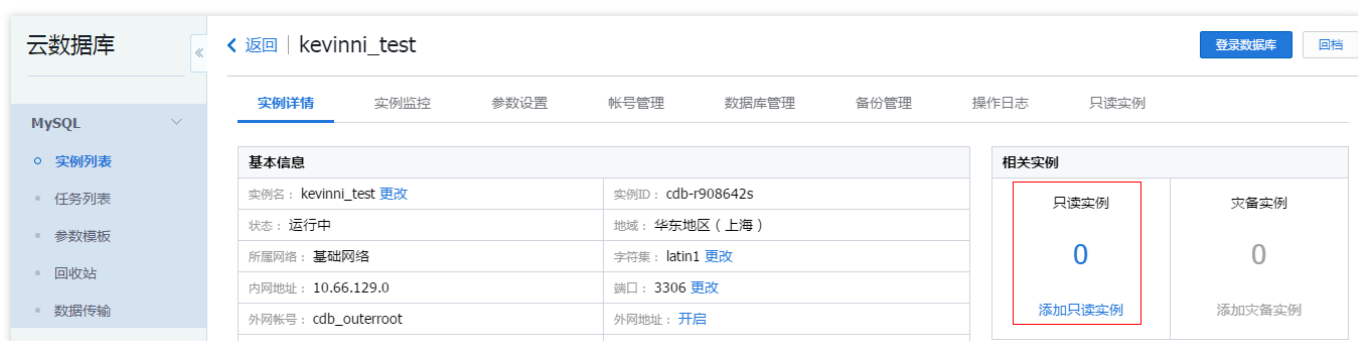 云数据库
«
返回 kevinni_test
登录数据库 回档
实例详情 实例监控 参数设置 帐号管理 数据库管理 备份管理 操作日志 只读实例
MySQL
实例列表
任务列表
参数模板
回收站
数据传输
基本信息
实例名： kevinni_test 更改 实例ID： cdb-r908642s
状态： 运行中 地域： 华东地区（上海）
所属网络： 基础网络 字符集： latin1 更改
内网地址： 10.66.129.0 端口： 3306 更改
外网帐号： cdb_outerroot 外网地址： 开启
相关实例
只读实例 灾备实例
0 0
添加只读实例 添加灾备实例